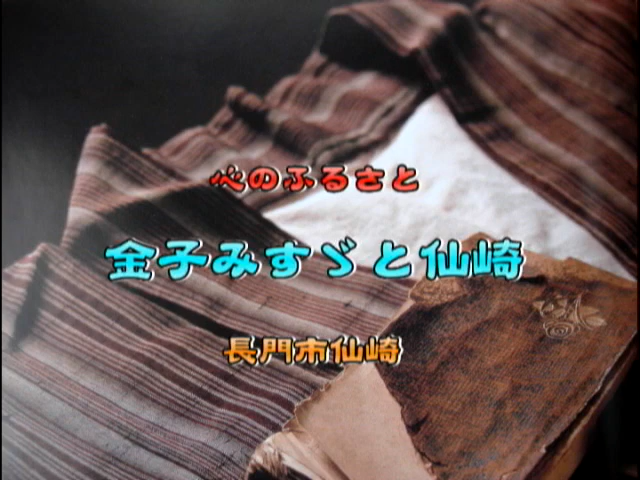 心のふるさと
金子みすゞと仙崎
長門市仙崎